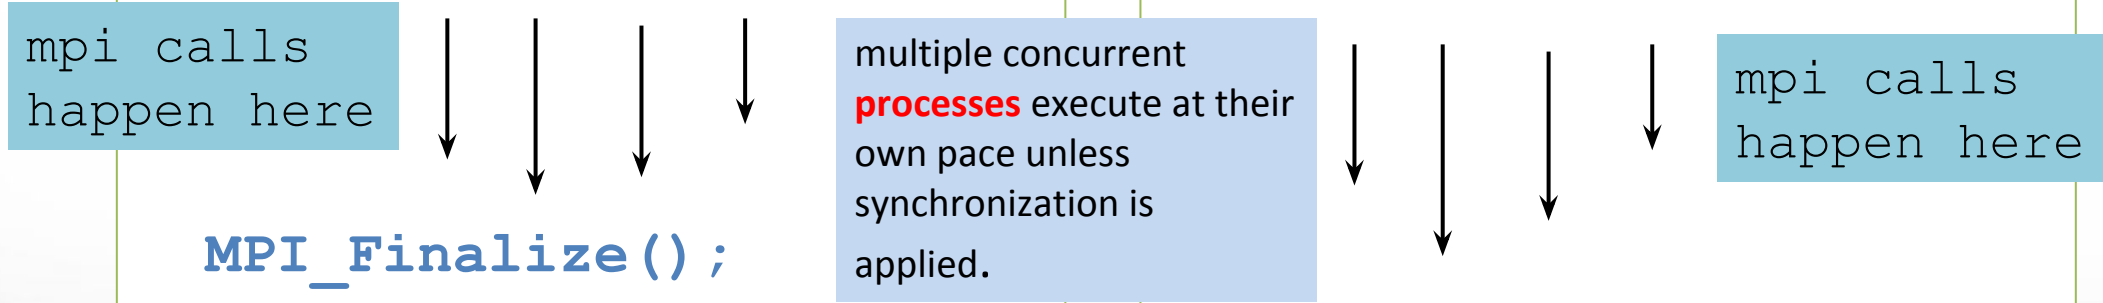 mpi calls
happen here
MPI_Finalize();
multiple concurrent
processes execute at their
own pace unless
synchronization is
applied.
mpi calls
happen here